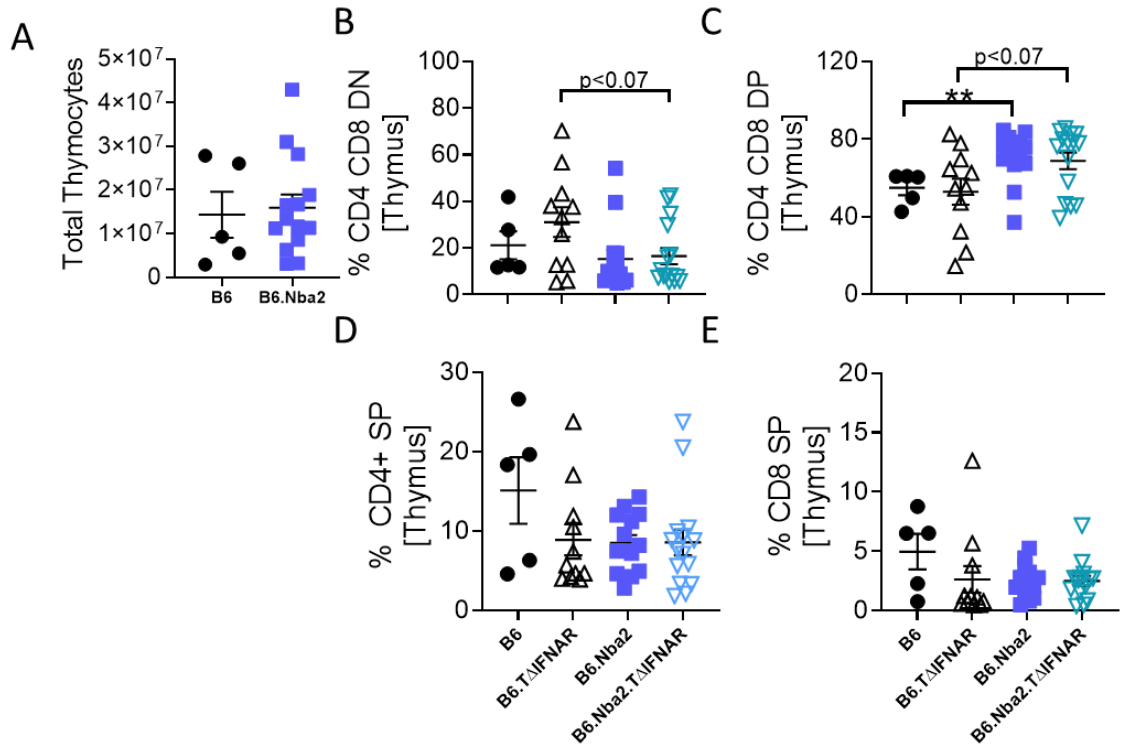 A
Total Thymocytes
5×10⁷
4×10⁷
3×10⁷
2×10⁷
1×10⁷
0
B6
B6.Nba2
B
% CD4 CD8 DN
[Thymus]
100
80
60
40
20
0
p<0.07
C
% CD4 CD8 DP
[Thymus]
120
80
40
0
p<0.07
**
D
% CD4+ SP
[Thymus]
30
20
10
0
B6
B6.TΔIFNAR
B6.Nba2
B6.Nba2.TΔIFNAR
E
% CD8 SP
[Thymus]
20
15
10
5
0
B6
B6.TΔIFNAR
B6.Nba2
B6.Nba2.TΔIFNAR